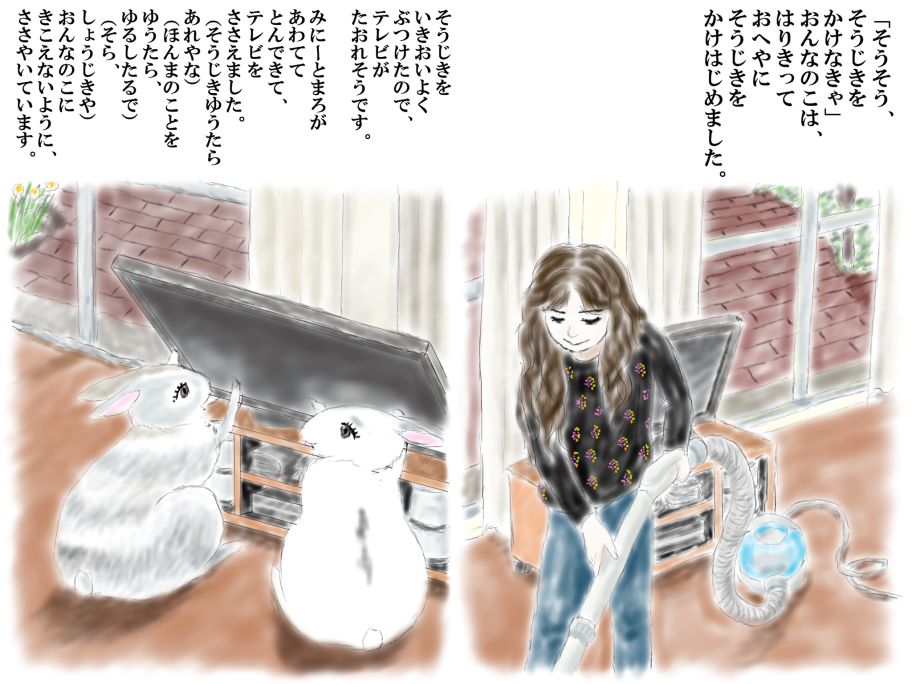 「そうそう、
そうじきを
かけなきゃ」
おんなのこは、
はりきって
おへやに
そうじきを
かけはじめました。
そうじきを
いきおいよく
ぶつけたので、
テレビが
たおれそうです。
みにーとまろが
あわてて
とんできて、
テレビを
ささえました。
（そうじきゆうたら
あれやな）
（ほんまのことを
ゆうたら、
ゆるしたるで）
（そら、
しょうじきや）
おんなのこに
きこえないように、
ささやいています。